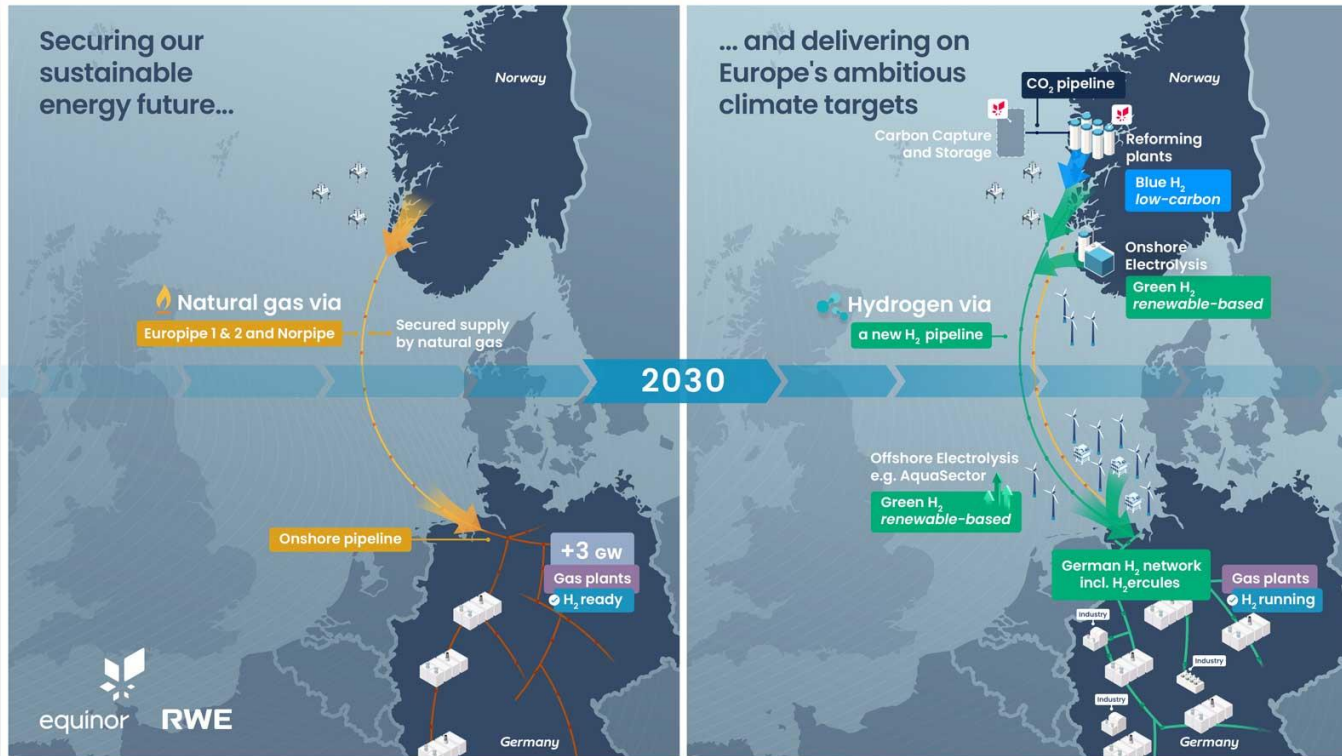 Securing our
sustainable
energy future...
Norway
Natural gas via
Europipe 1 & 2 and Norpipe
Secured supply
by natural gas
2030
Onshore pipeline
+3 GW
Gas plants
H₂ ready
equinor
RWE
Germany
... and delivering on
Europe's ambitious
climate targets
CO₂ pipeline
Norway
Carbon Capture
and Storage
Reforming
plants
Blue H₂
low-carbon
Onshore
Electrolysis
Green H₂
renewable-based
Hydrogen via
a new H₂ pipeline
Offshore Electrolysis
e.g. AquaSector
Green H₂
renewable-based
German H₂ network
incl. H₂ercules
Gas plants
H₂ running
Industry
Industry
Industry
Germany